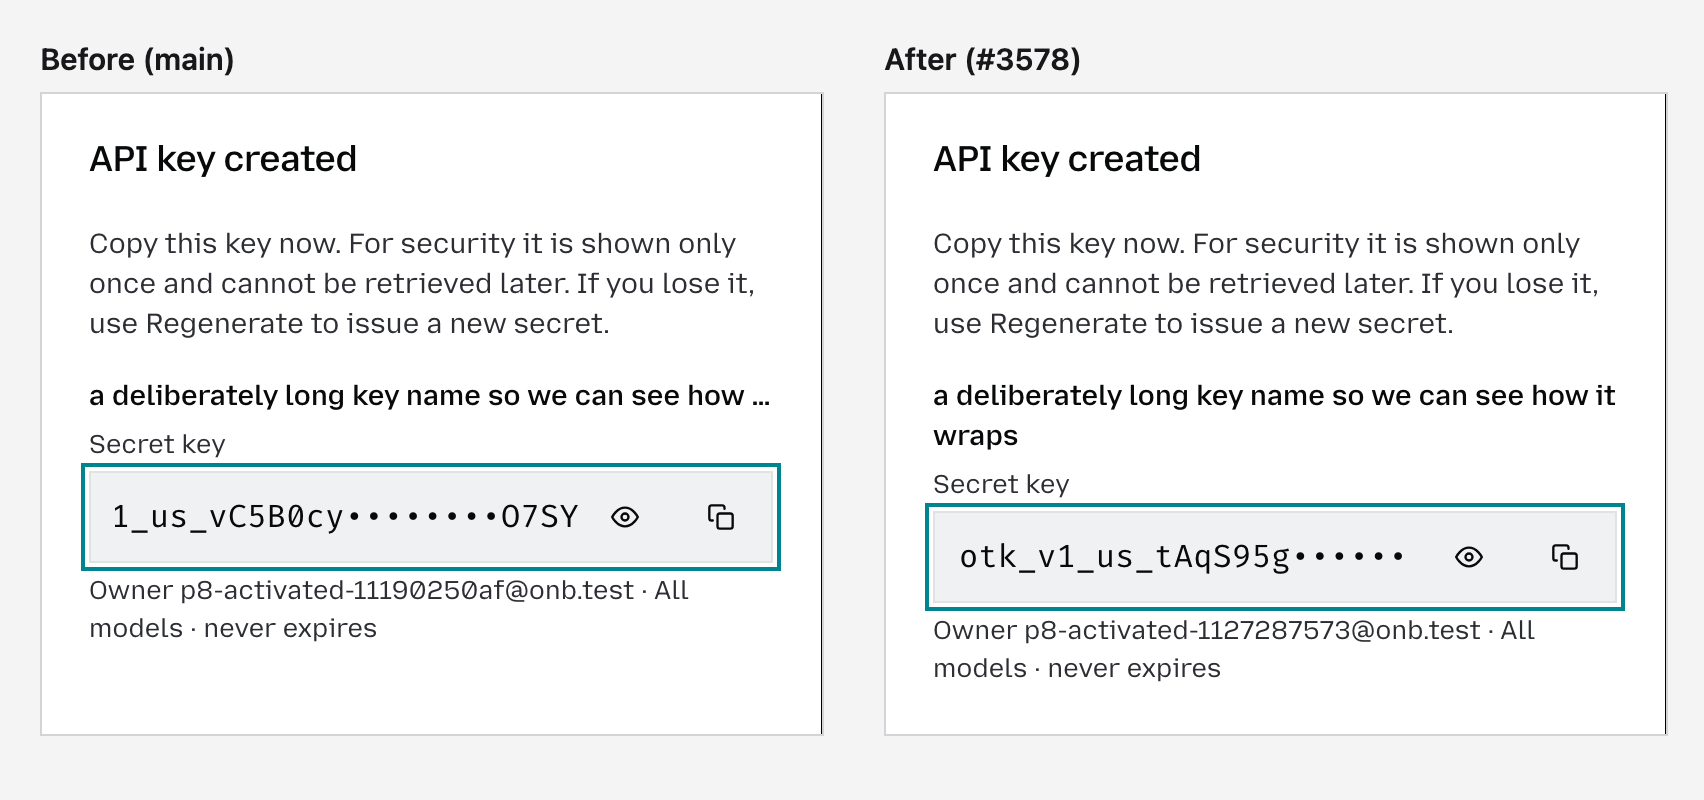 Before (main)
API key created
Copy this key now. For security it is shown only
once and cannot be retrieved later. If you lose it,
use Regenerate to issue a new secret.
a deliberately long key name so we can see how ...
Secret key
1_us_vC5B0cy••••••••O7SY
Owner p8-activated-11190250af@onb.test · All
models · never expires
After (#3578)
API key created
Copy this key now. For security it is shown only
once and cannot be retrieved later. If you lose it,
use Regenerate to issue a new secret.
a deliberately long key name so we can see how it
wraps
Secret key
otk_v1_us_tAqS95g••••••
Owner p8-activated-1127287573@onb.test · All
models · never expires